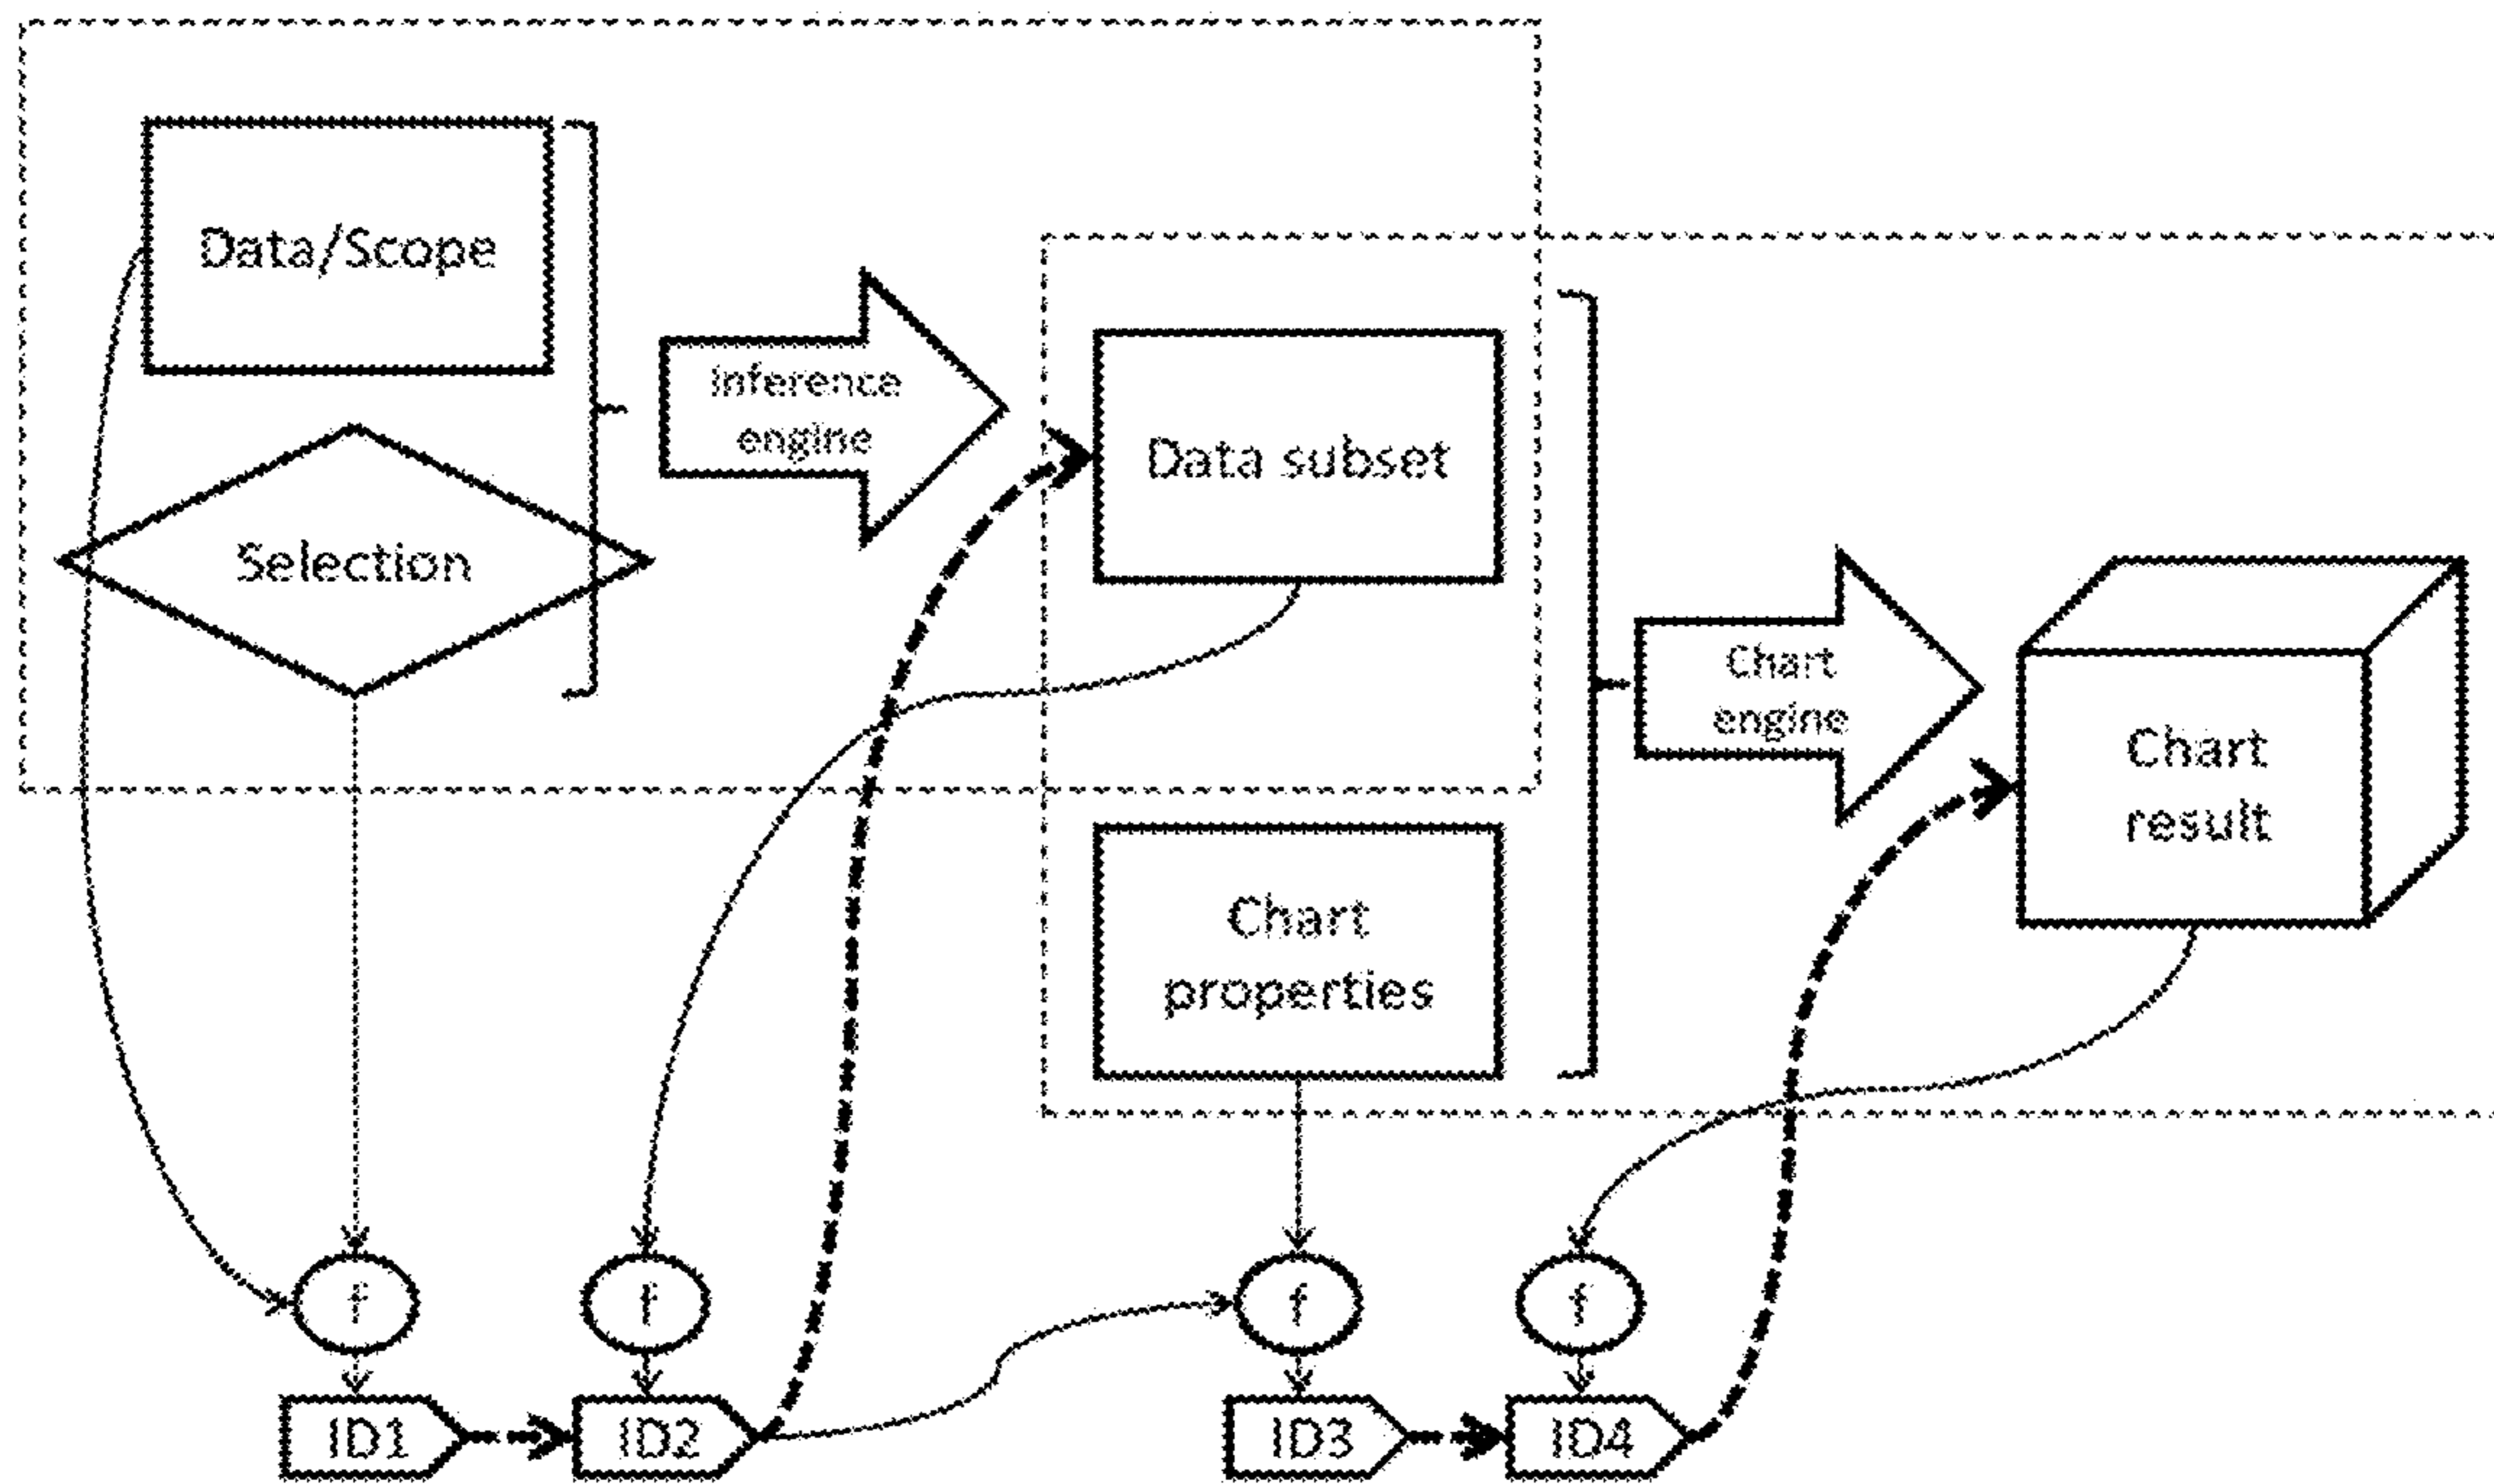 Data/Scope
Selection
Inference
engine
Data subset
Chart
properties
Chart
engine
Chart
result
f
f
f
f
ID1
ID2
ID3
ID4